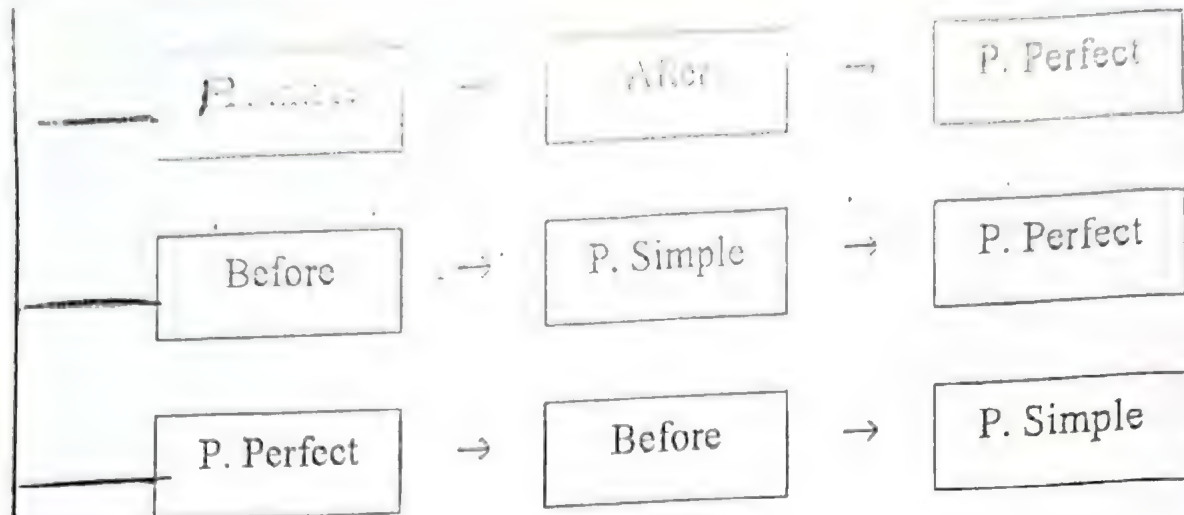 After → P. Perfect
Before → P. Simple → P. Perfect
P. Perfect → Before → P. Simple